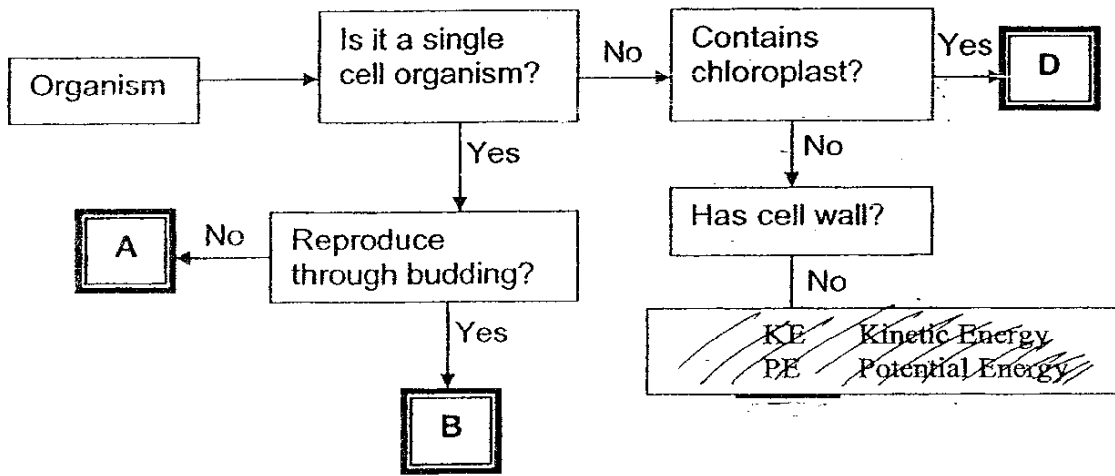 Organism
Is it a single
cell organism?
No
Contains
chloroplast?
Yes
D
Yes
No
A
No
Reproduce
through budding?
Has cell wall?
No
Yes
KE Kinetic Energy
PE Potential Energy
B